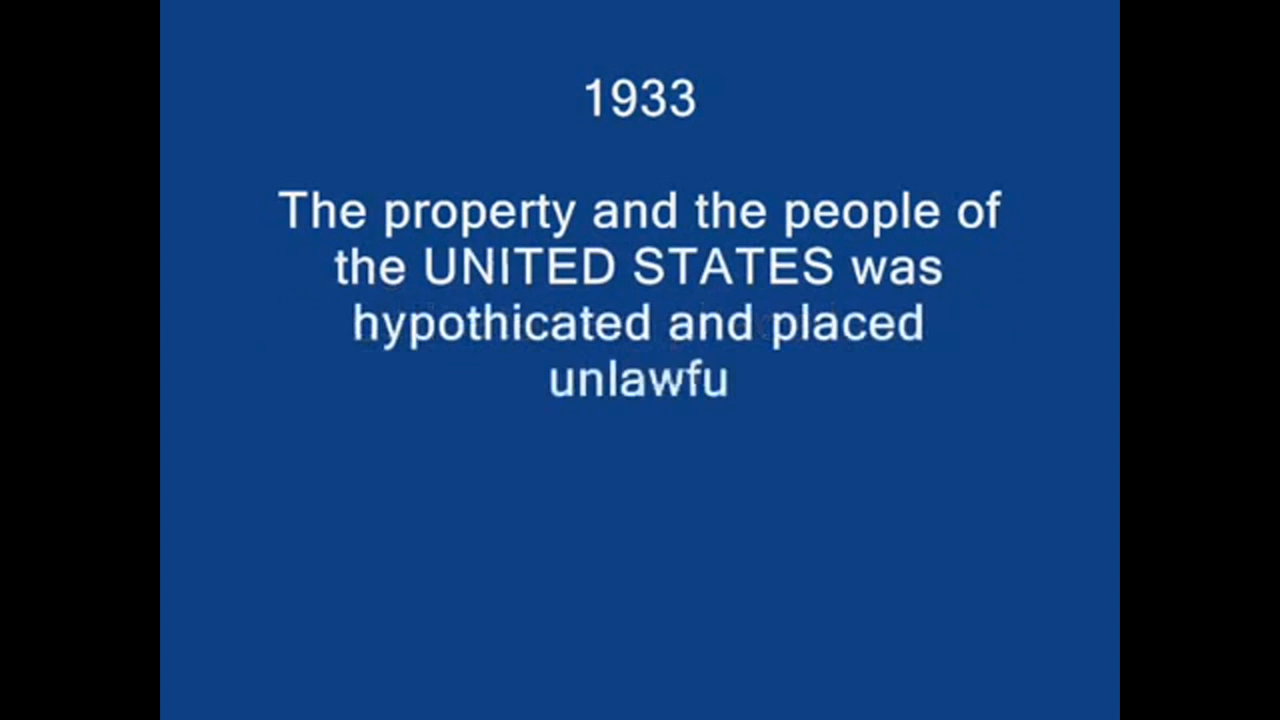 1933
The property and the people of
the UNITED STATES was
hypothicated and placed
unlawfu